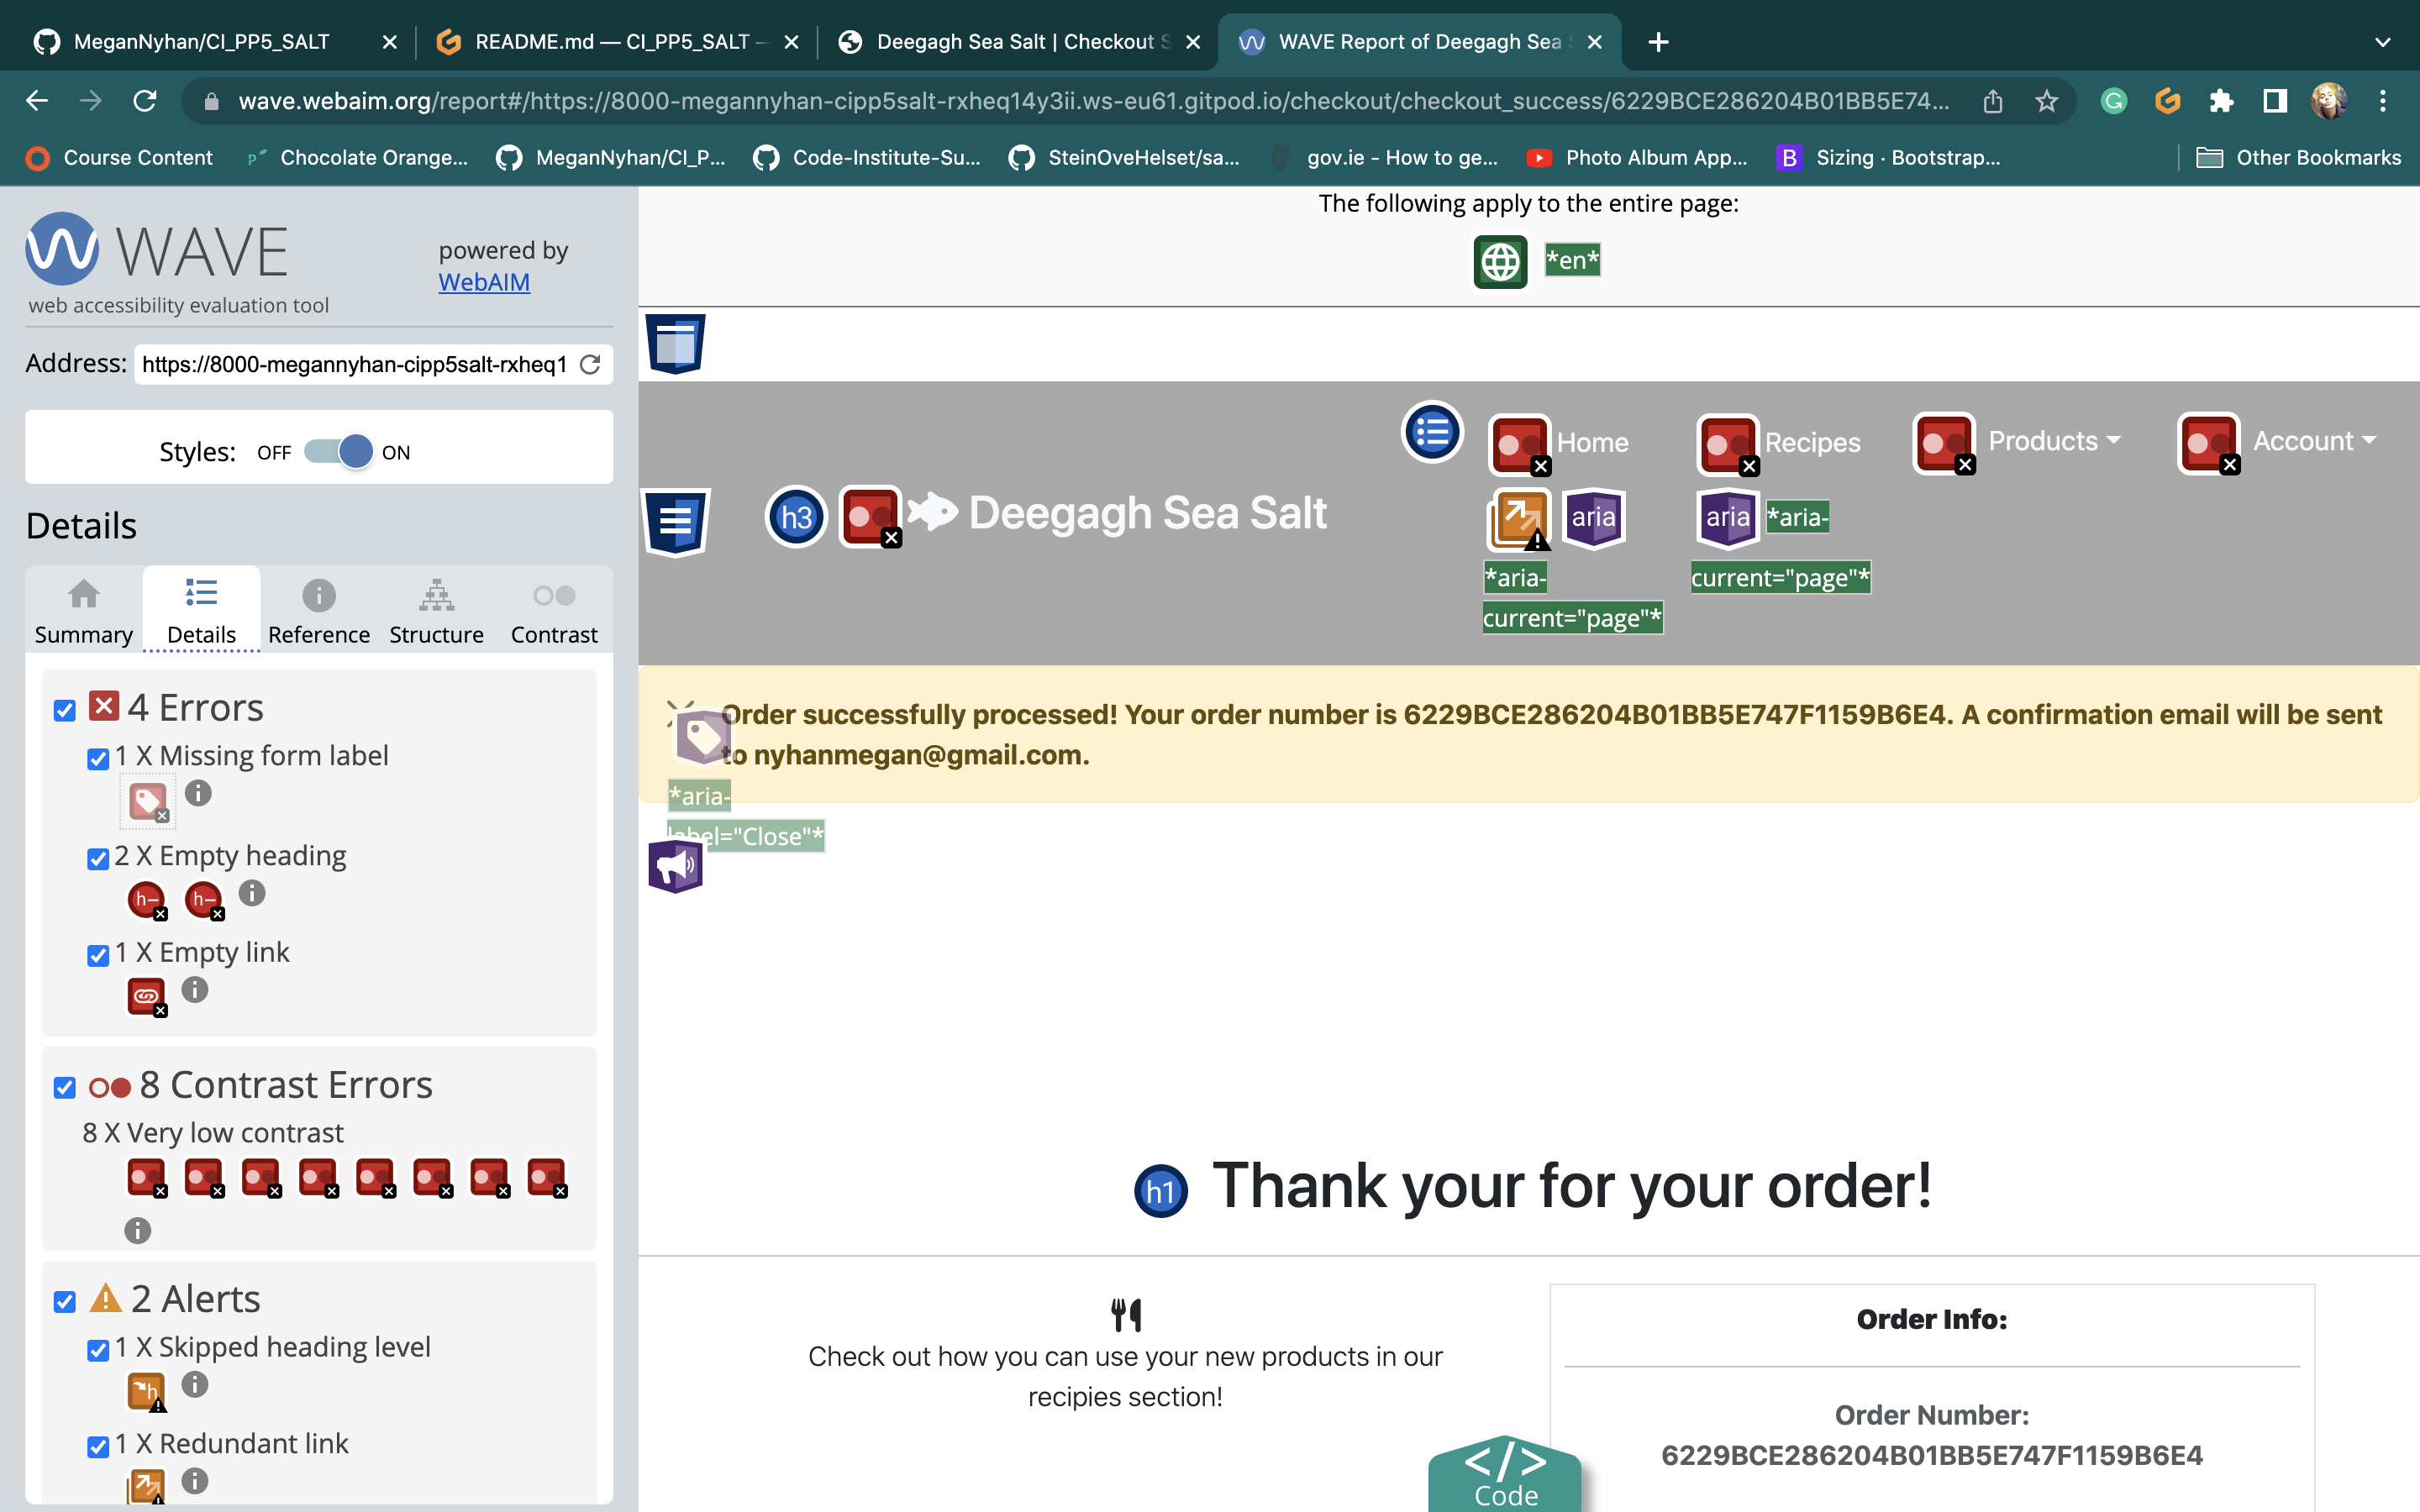 MeganNyhan/CI_PP5_SALT
README.md — CI_PP5_SALT –
Deegagh Sea Salt | Checkout S
WAVE Report of Deegagh Sea S
wave.webaim.org/report#/https://8000-megannyhan-cipp5salt-rxheq14y3ii.ws-eu61.gitpod.io/checkout/checkout_success/6229BCE286204B01BB5E74...
Course Content
Chocolate Orange...
MeganNyhan/CI_P...
Code-Institute-Su...
SteinOveHelset/sa...
gov.ie - How to ge...
Photo Album App...
B
Sizing · Bootstrap...
Other Bookmarks
WAVE
web accessibility evaluation tool
powered by
WebAIM
Address: https://8000-megannyhan-cipp5salt-rxheq1
Styles: OFF ON
Details
Summary
Details
Reference
Structure
Contrast
4 Errors
1 X Missing form label
2 X Empty heading
h–
h–
1 X Empty link
8 Contrast Errors
8 X Very low contrast
2 Alerts
1 X Skipped heading level
h
1 X Redundant link
The following apply to the entire page:
*en*
Home
Recipes
Products
Account
h3
Deegagh Sea Salt
aria
*aria-
current="page"*
aria *aria-
current="page"*
Order successfully processed! Your order number is 6229BCE286204B01BB5E747F1159B6E4. A confirmation email will be sent
to nyhanmegan@gmail.com.
*aria-
label="Close"*
h1
Thank your for your order!
Check out how you can use your new products in our
recipies section!
Order Info:
Order Number:
6229BCE286204B01BB5E747F1159B6E4
</>
Code